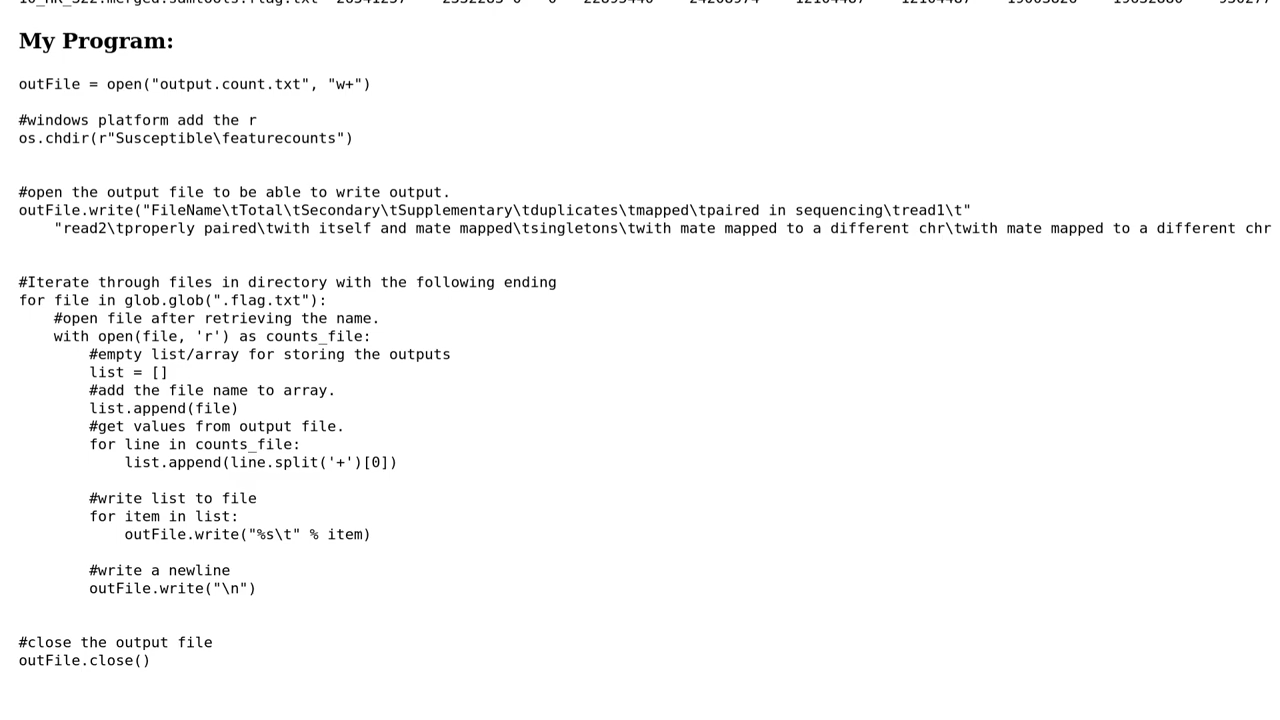 My Program:
outFile = open("output.count.txt", "w+")
#windows platform add the r
os.chdir(r"Susceptible\featurecounts")
#open the output file to be able to write output.
outFile.write("FileName\tTotal\tSecondary\tSupplementary\tduplicates\tmapped\tpaired in sequencing\tread1\t"
"read2\tproperly paired\twith itself and mate mapped\tsingletons\twith mate mapped to a different chr\twith mate mapped to a different chr
#Iterate through files in directory with the following ending
for file in glob.glob(".flag.txt"):
#open file after retrieving the name.
with open(file, 'r') as counts_file:
#empty list/array for storing the outputs
list = []
#add the file name to array.
list.append(file)
#get values from output file.
for line in counts_file:
list.append(line.split('+')[0])
#write list to file
for item in list:
outFile.write("%s\t" % item)
#write a newline
outFile.write("\n")
#close the output file
outFile.close()